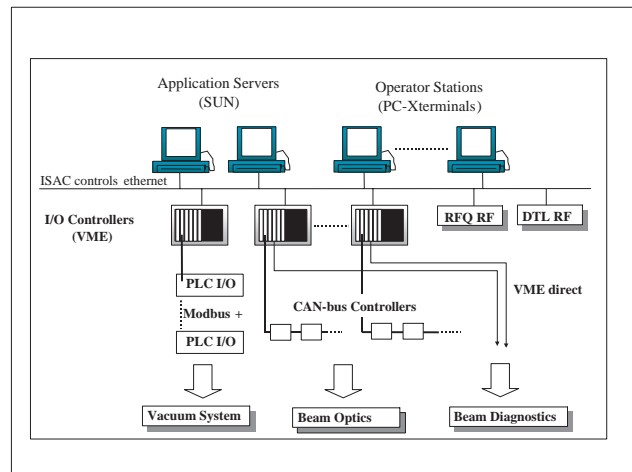 Application Servers
(SUN)
Operator Stations
(PC-Xterminals)
ISAC controls ethernet
I/O Controllers
(VME)
RFQ RF
DTL RF
PLC I/O
Modbus +
PLC I/O
CAN-bus Controllers
VME direct
Vacuum System
Beam Optics
Beam Diagnostics